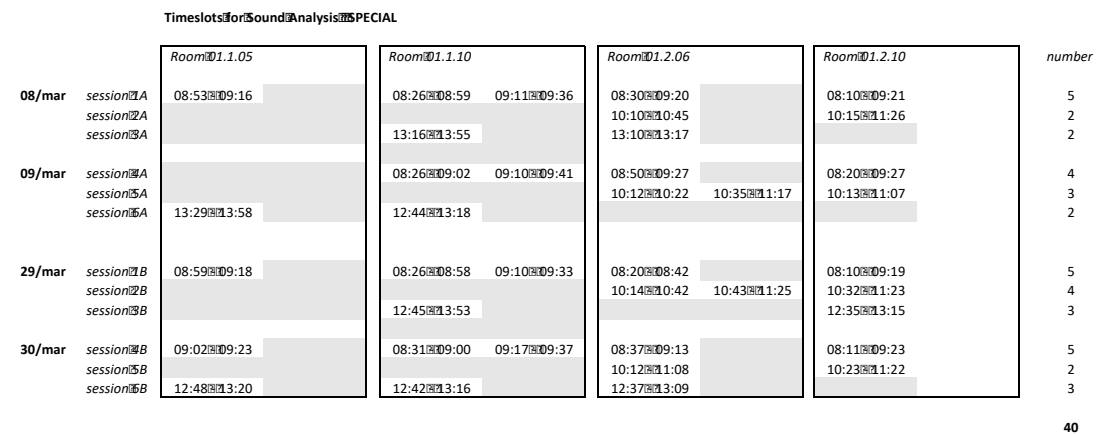 Timeslots for Sound Analysis SPECIAL
Room 01.1.05 Room 01.1.10 Room 01.2.06 Room 01.2.10 number
08/mar session 1A 08:53 - 09:16 08:26 - 08:59 09:11 - 09:36 08:30 - 09:20 08:10 - 09:21 5
session 2A 10:10 - 10:45 10:15 - 11:26 2
session 3A 13:16 - 13:55 13:10 - 13:17 2
09/mar session 4A 08:26 - 09:02 09:10 - 09:41 08:50 - 09:27 08:20 - 09:27 4
session 5A 10:12 - 10:22 10:35 - 11:17 10:13 - 11:07 3
session 6A 13:29 - 13:58 12:44 - 13:18 2
29/mar session 1B 08:59 - 09:18 08:26 - 08:58 09:10 - 09:33 08:20 - 08:42 08:10 - 09:19 5
session 2B 10:14 - 10:42 10:43 - 11:25 10:32 - 11:23 4
session 3B 12:45 - 13:53 12:35 - 13:15 3
30/mar session 4B 09:02 - 09:23 08:31 - 09:00 09:17 - 09:37 08:37 - 09:13 08:11 - 09:23 5
session 5B 10:12 - 11:08 10:23 - 11:22 2
session 6B 12:48 - 13:20 12:42 - 13:16 12:37 - 13:09 3
40